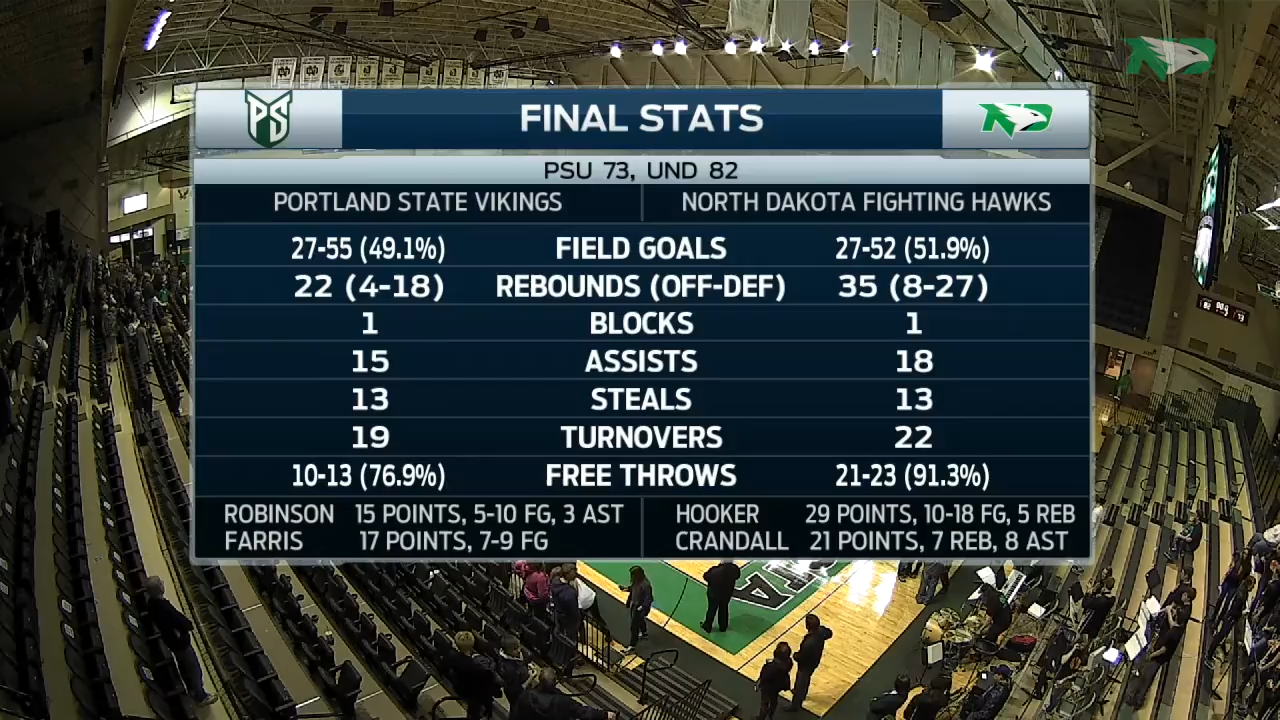 PS
FINAL STATS
ND
PSU 73, UND 82
PORTLAND STATE VIKINGS NORTH DAKOTA FIGHTING HAWKS
27-55 (49.1%) FIELD GOALS 27-52 (51.9%)
22 (4-18) REBOUNDS (OFF-DEF) 35 (8-27)
1 BLOCKS 1
15 ASSISTS 18
13 STEALS 13
19 TURNOVERS 22
10-13 (76.9%) FREE THROWS 21-23 (91.3%)
ROBINSON 15 POINTS, 5-10 FG, 3 AST HOOKER 29 POINTS, 10-18 FG, 5 REB
FARRIS 17 POINTS, 7-9 FG CRANDALL 21 POINTS, 7 REB, 8 AST